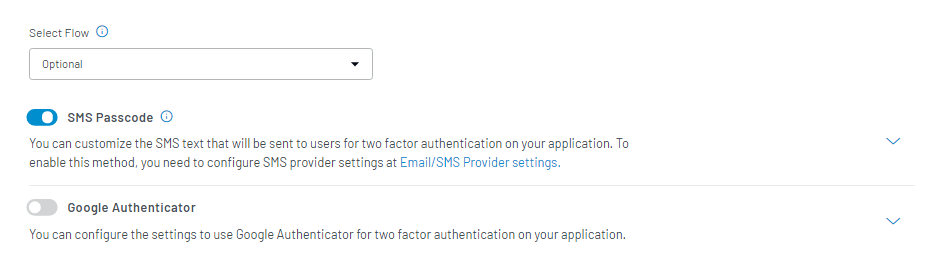 Select Flow
Optional
SMS Passcode
You can customize the SMS text that will be sent to users for two factor authentication on your application. To
enable this method, you need to configure SMS provider settings at Email/SMS Provider settings.
Google Authenticator
You can configure the settings to use Google Authenticator for two factor authentication on your application.